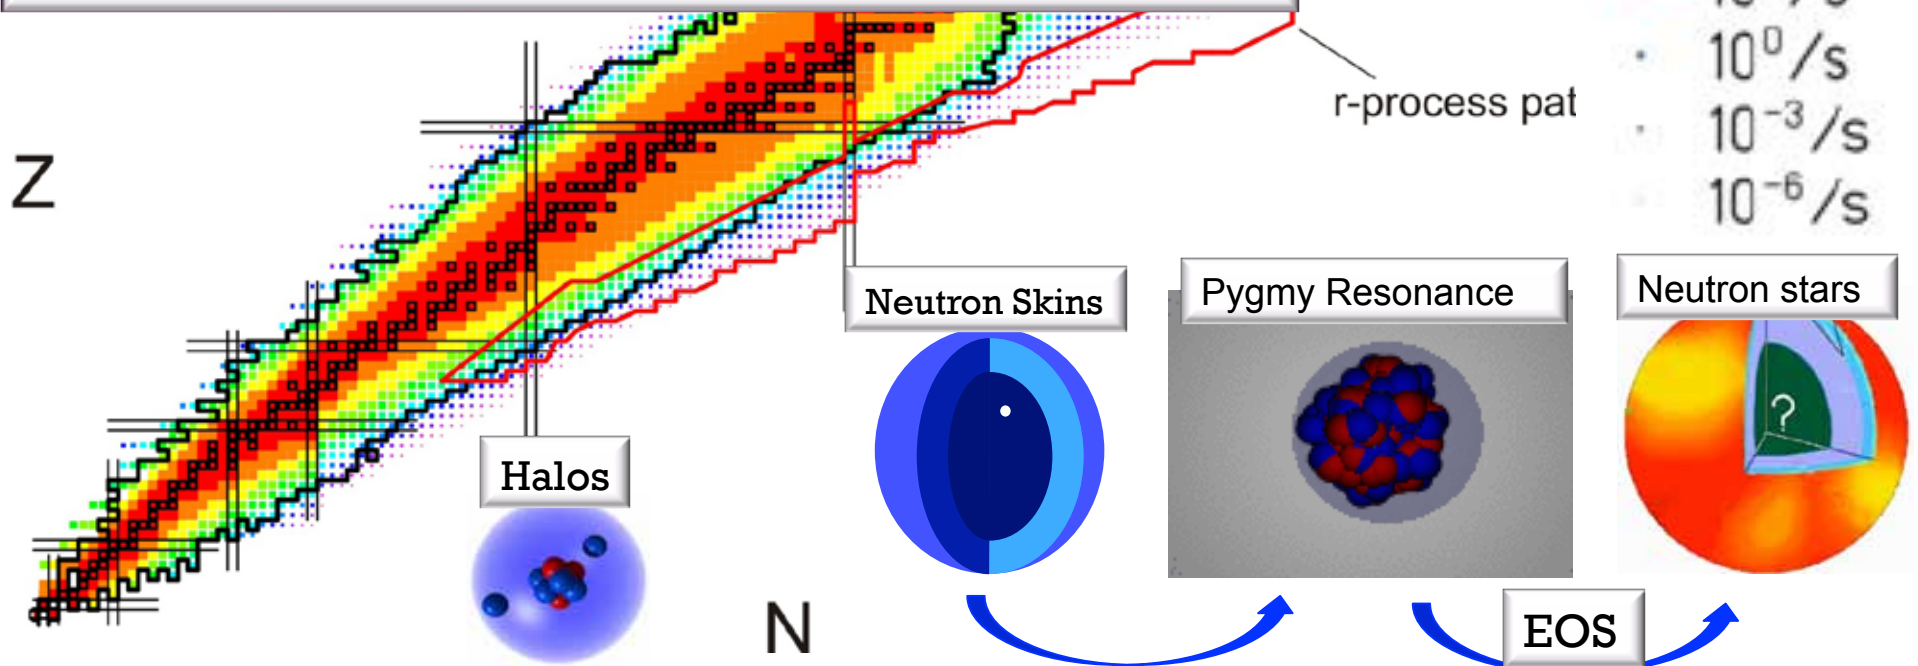 10⁰/s
r-process pat
10⁻³/s
Z
10⁻⁶/s
Neutron Skins
Pygmy Resonance
Neutron stars
?
Halos
N
EOS